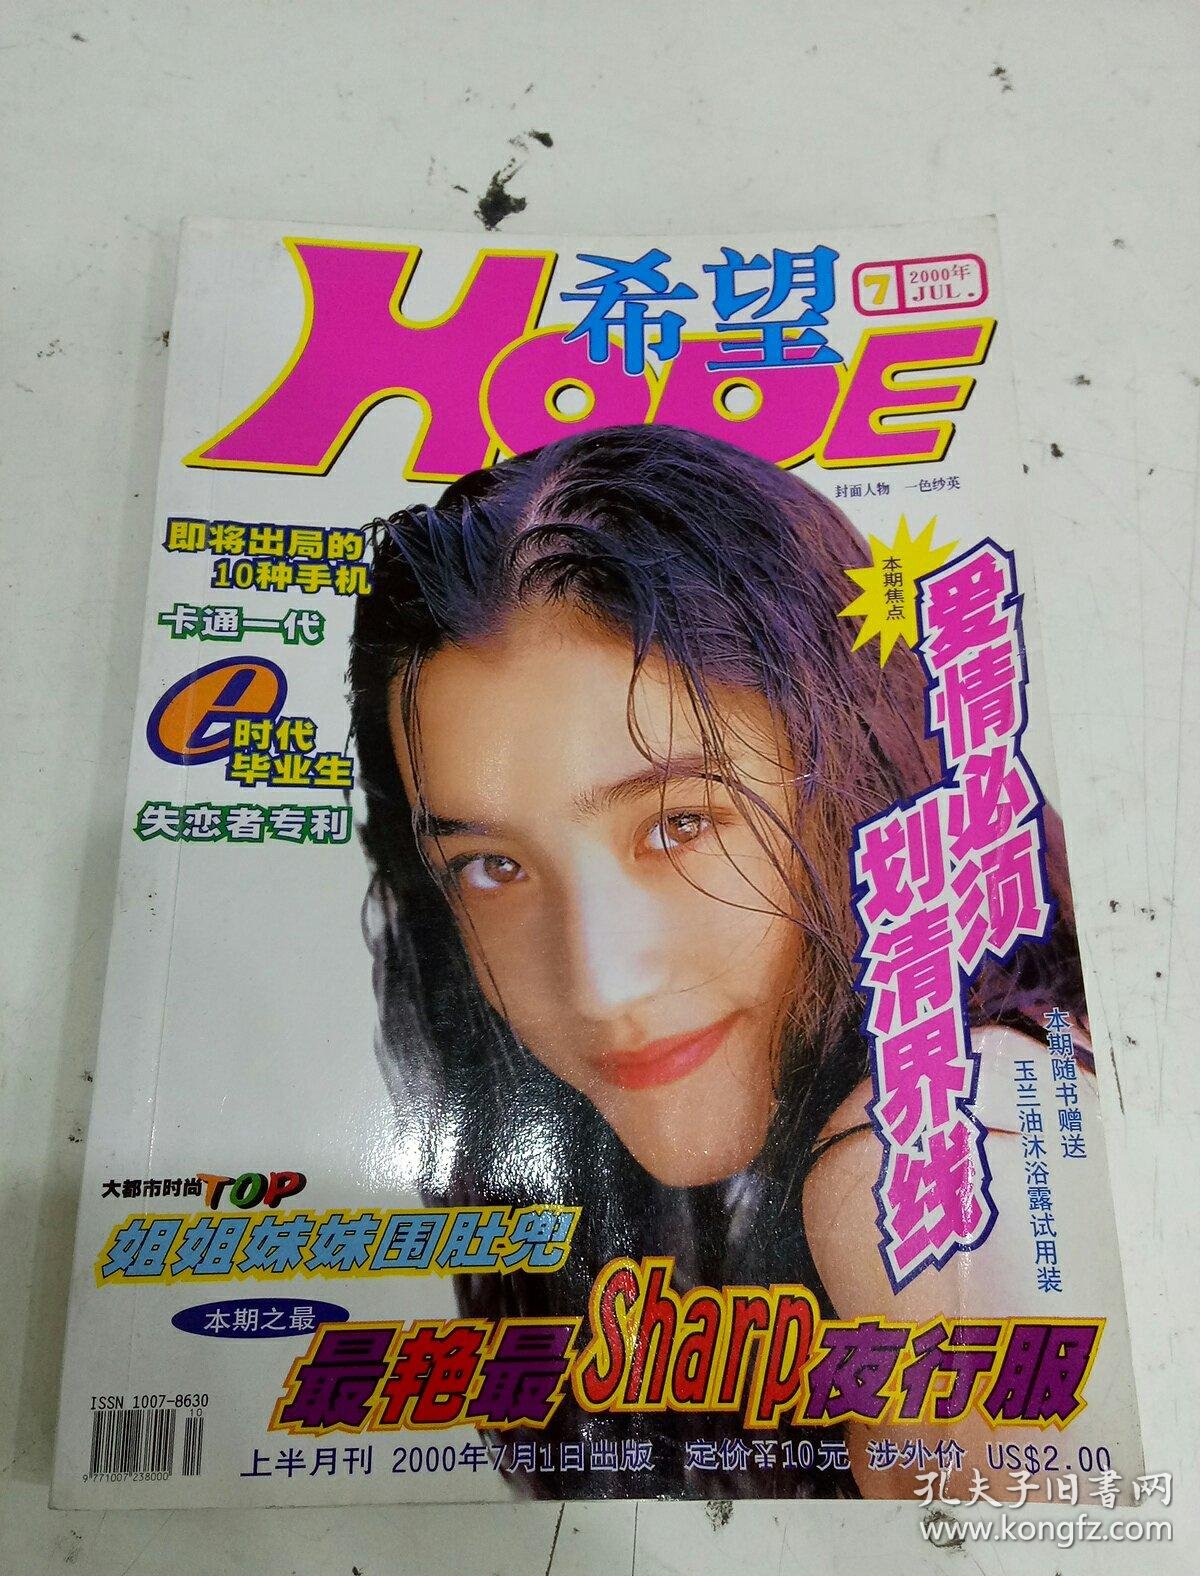 HOPE
希望
7 2000年
JUL.
封面人物 一色纱英
即将出局的
10种手机
卡通一代
e时代
毕业生
失恋者专利
本期焦点
爱情必须
划清界线
本期随书赠送
玉兰油沐浴露试用装
大都市时尚TOP
姐姐妹妹围肚兜
本期之最
最艳最Sharp夜行服
ISSN 1007-8630
10
9 771007 238000
上半月刊 2000年7月1日出版 定价¥10元 涉外价 US$2.00
孔夫子旧书网
www.kongfz.com